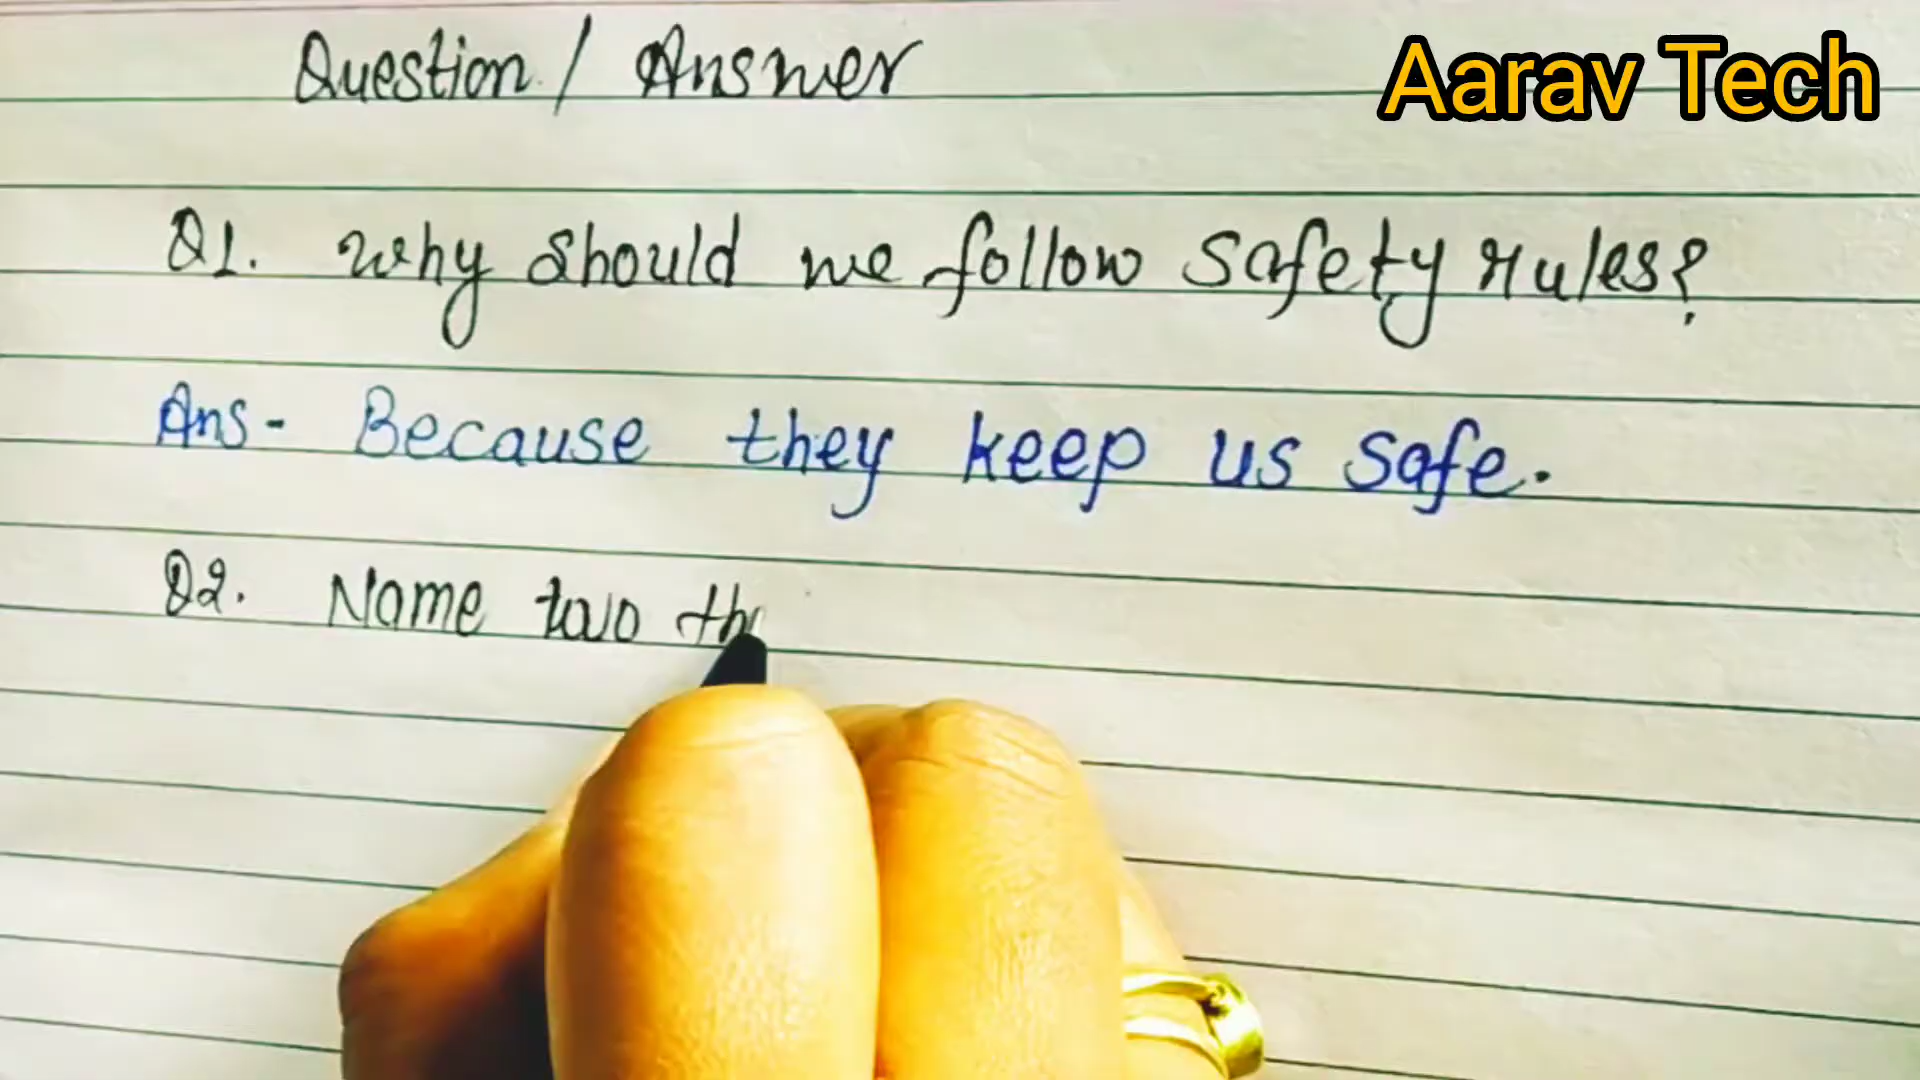 Question / Answer
Aarav Tech
Q1. Why should we follow safety rules?
Ans - Because they keep us safe.
Q2. Name two th